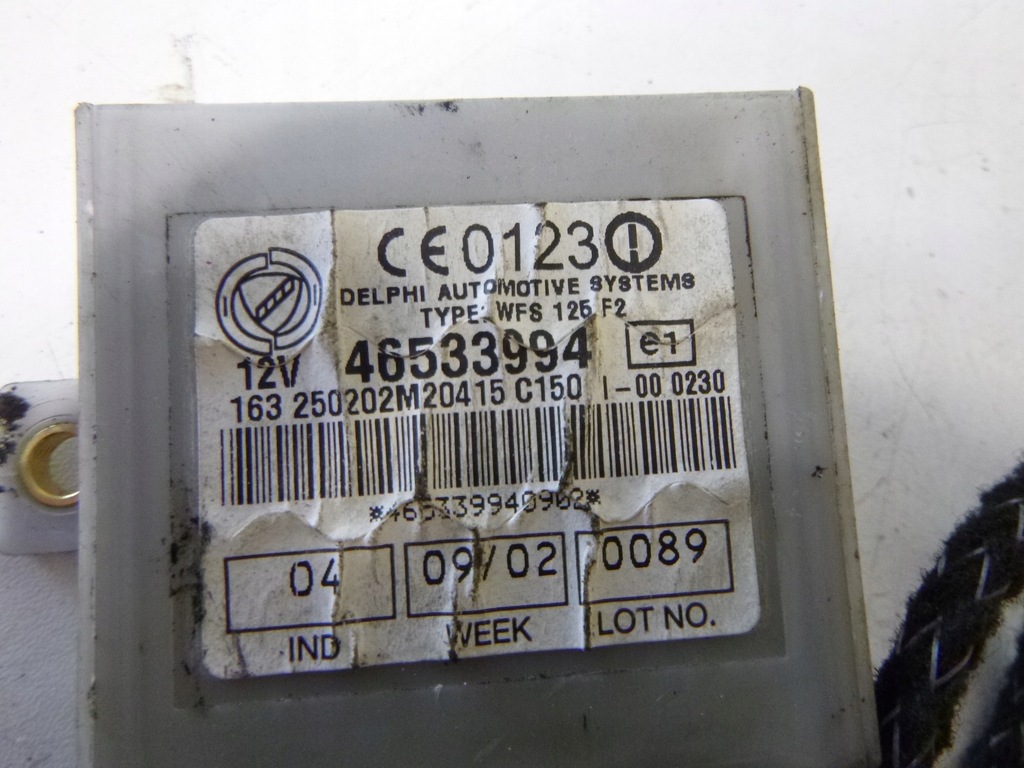 CE0123
DELPHI AUTOMOTIVE SYSTEMS
TYPE: WFS 125 F2
12V 46533994 e1
163 250202M20415 C150 I-00 0230
*465339940902*
04 09/02 0089
IND WEEK LOT NO.